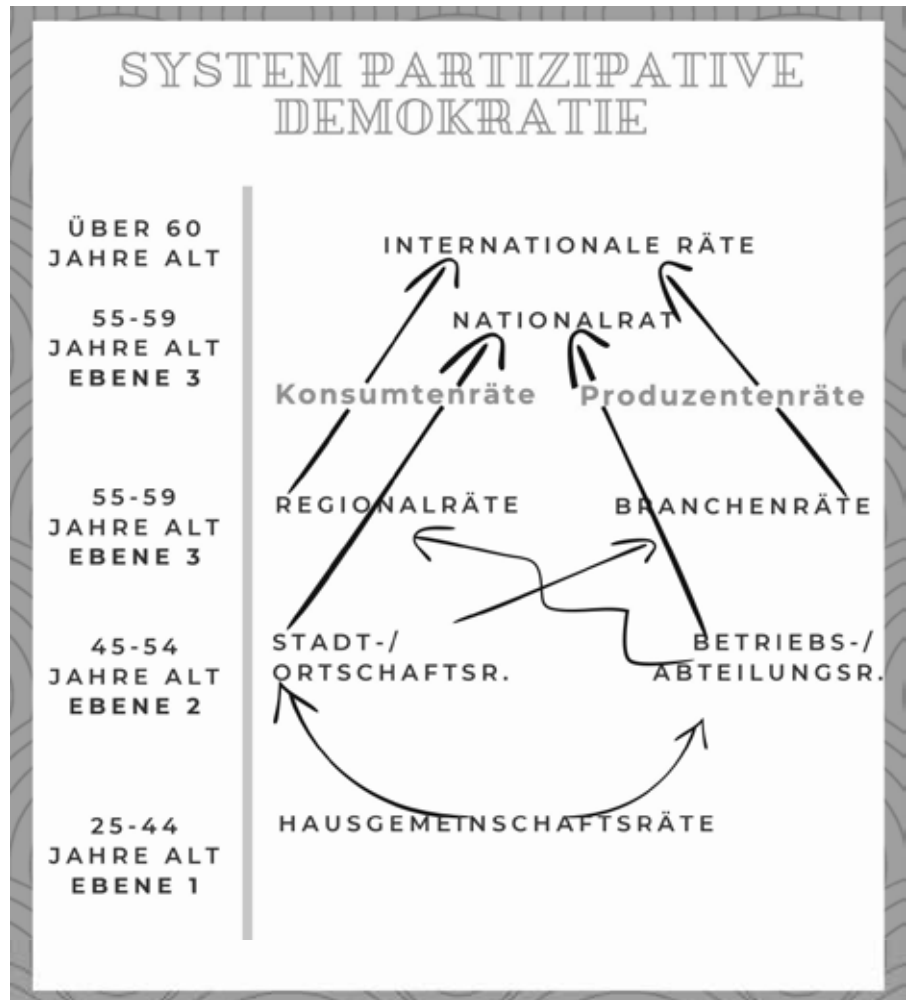 SYSTEM PARTIZIPATIVE
DEMOKRATIE
ÜBER 60
JAHRE ALT
INTERNATIONALE RÄTE
55-59
JAHRE ALT
EBENE 3
NATIONALRAT
Konsumtenräte
Produzentenräte
55-59
JAHRE ALT
EBENE 3
REGIONALRÄTE
BRANCHENRÄTE
45-54
JAHRE ALT
EBENE 2
STADT-/
ORTSCHAFTSR.
BETRIEBS-/
ABTEILUNGSR.
25-44
JAHRE ALT
EBENE 1
HAUSGEMEINSCHAFTSRÄTE